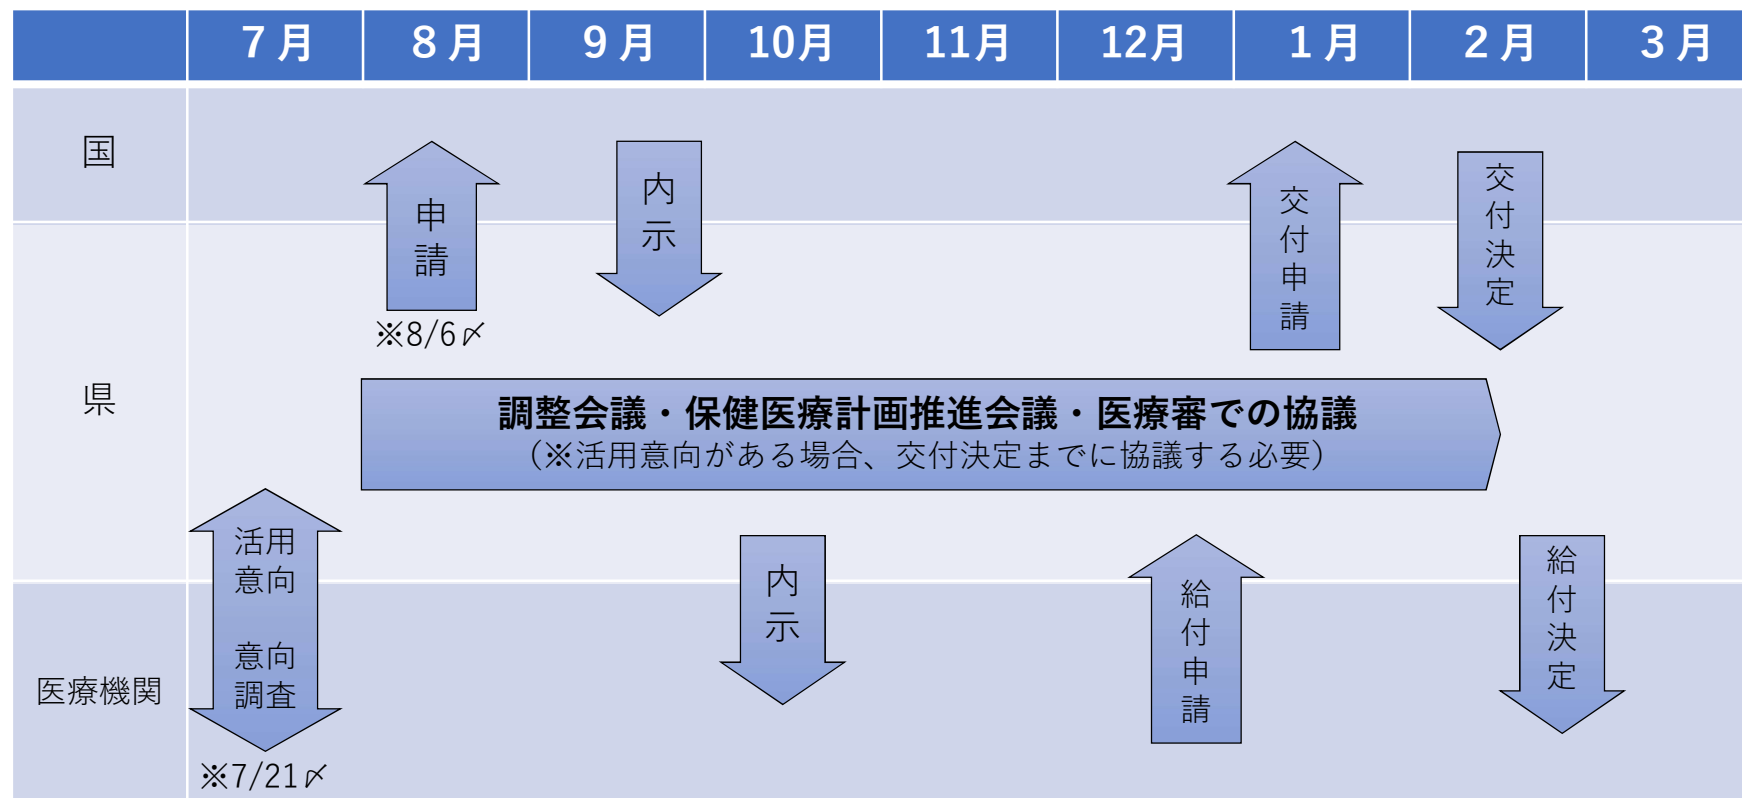 ７月 ８月 ９月 10月 11月 12月 １月 ２月 ３月
国
申請
内示
交付申請
交付決定
※8/6〆
県
調整会議・保健医療計画推進会議・医療審での協議
（※活用意向がある場合、交付決定までに協議する必要）
活用
意向
意向
調査
内示
給付申請
給付決定
医療機関
※7/21〆